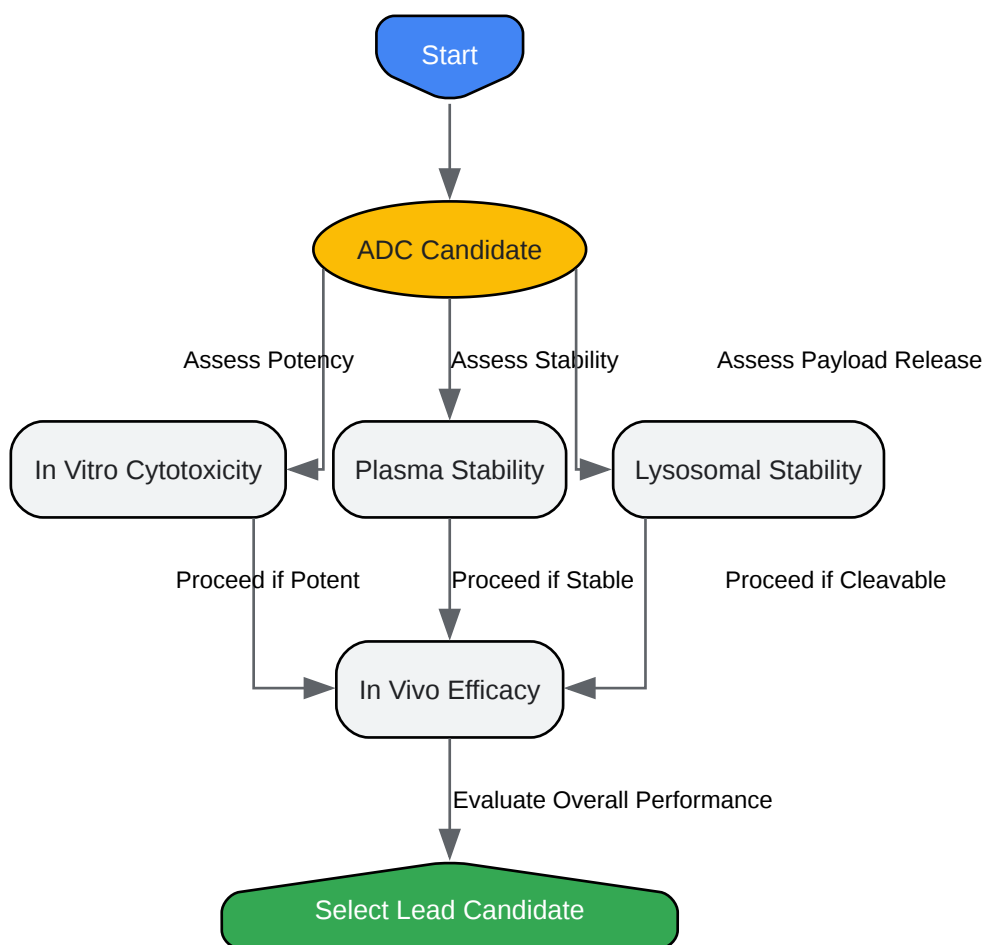 Start
ADC Candidate
Assess Potency
Assess Stability
Assess Payload Release
In Vitro Cytotoxicity
Plasma Stability
Lysosomal Stability
Proceed if Potent
Proceed if Stable
Proceed if Cleavable
In Vivo Efficacy
Evaluate Overall Performance
Select Lead Candidate